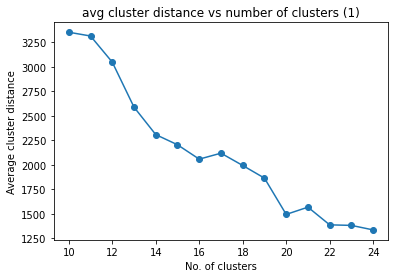 avg cluster distance vs number of clusters (1)
3250
3000
2750
2500
2250
2000
1750
1500
1250
Average cluster distance
10 12 14 16 18 20 22 24
No. of clusters